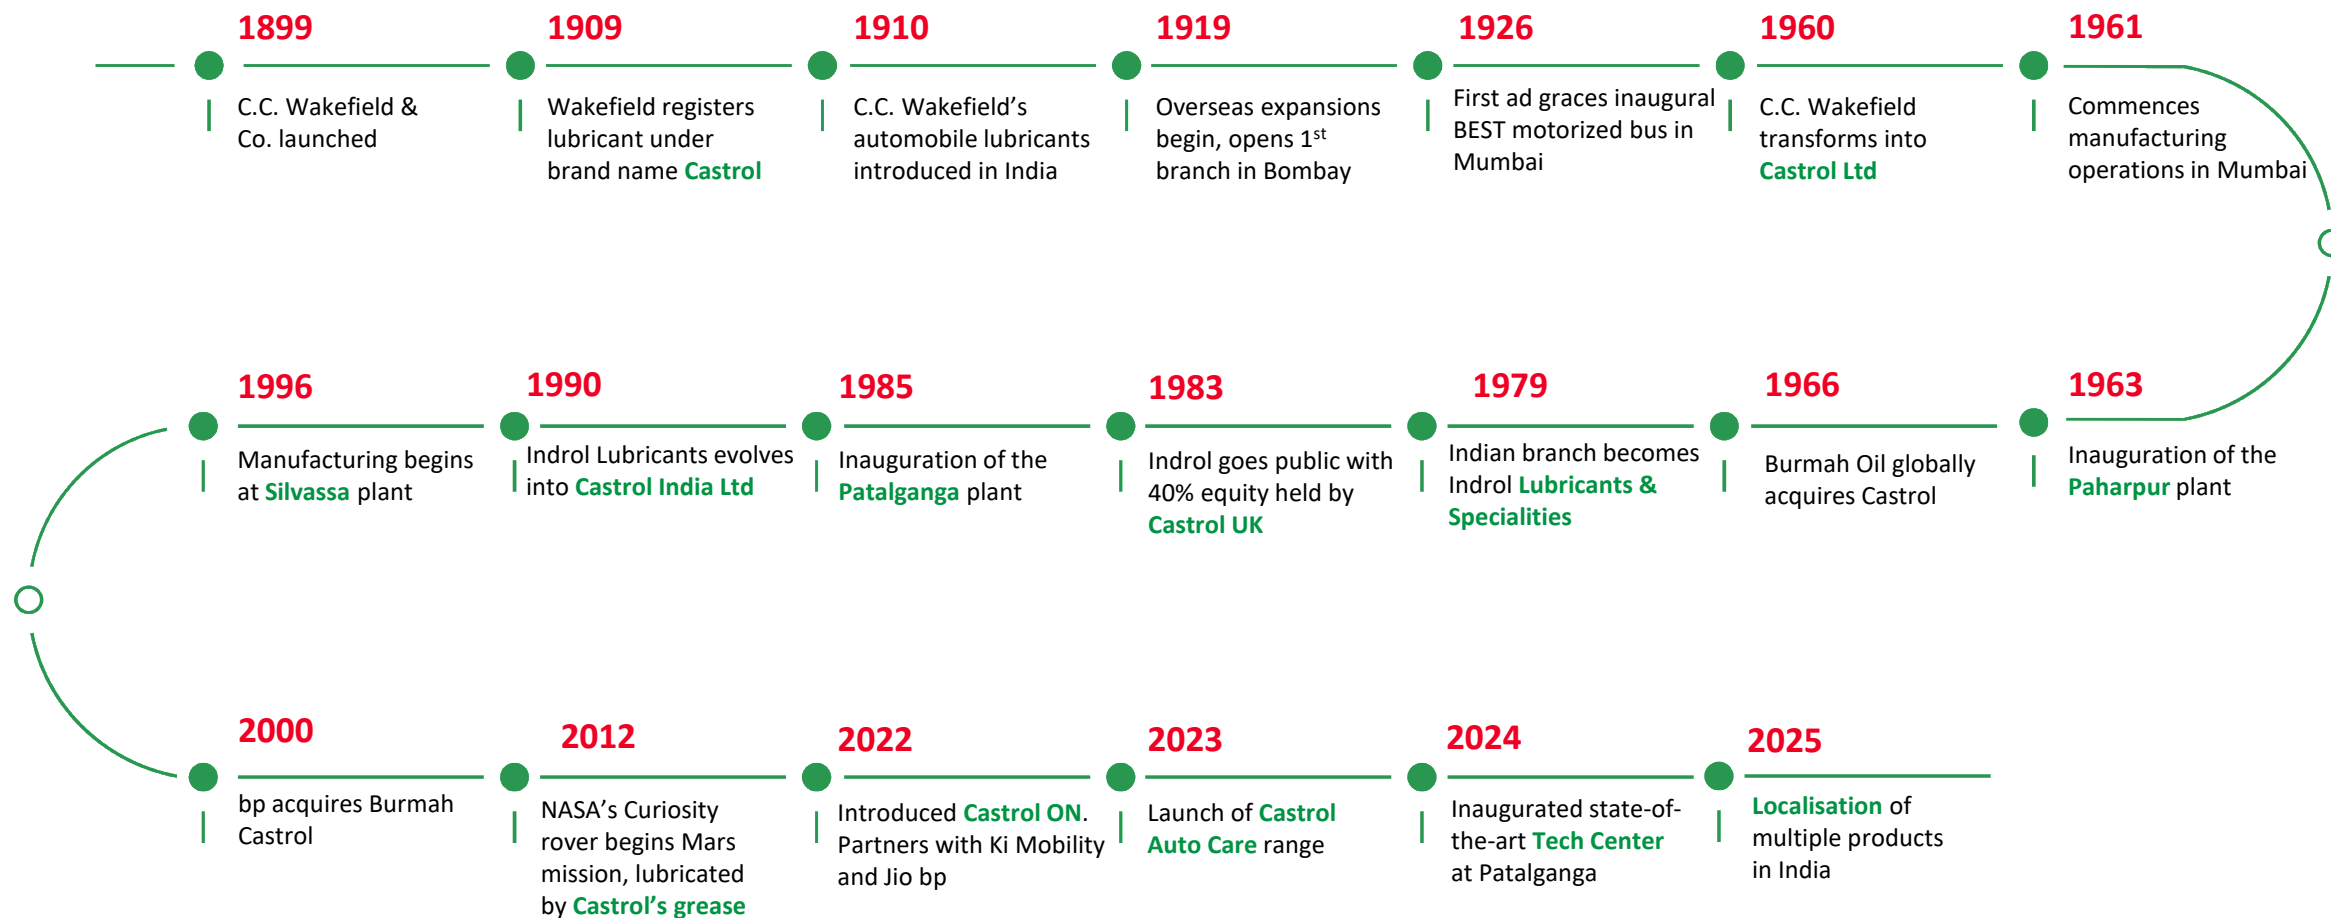 1899
C.C. Wakefield &
Co. launched
1909
Wakefield registers
lubricant under
brand name Castrol
1910
C.C. Wakefield’s
automobile lubricants
introduced in India
1919
Overseas expansions
begin, opens 1st
branch in Bombay
1926
First ad graces inaugural
BEST motorized bus in
Mumbai
1960
C.C. Wakefield
transforms into
Castrol Ltd
1961
Commences
manufacturing
operations in Mumbai
1963
Inauguration of the
Paharpur plant
1966
Burmah Oil globally
acquires Castrol
1979
Indian branch becomes
Indrol Lubricants &
Specialities
1983
Indrol goes public with
40% equity held by
Castrol UK
1985
Inauguration of the
Patalganga plant
1990
Indrol Lubricants evolves
into Castrol India Ltd
1996
Manufacturing begins
at Silvassa plant
2000
bp acquires Burmah
Castrol
2012
NASA’s Curiosity
rover begins Mars
mission, lubricated
by Castrol’s grease
2022
Introduced Castrol ON.
Partners with Ki Mobility
and Jio bp
2023
Launch of Castrol
Auto Care range
2024
Inaugurated state-of-
the-art Tech Center
at Patalganga
2025
Localisation of
multiple products
in India